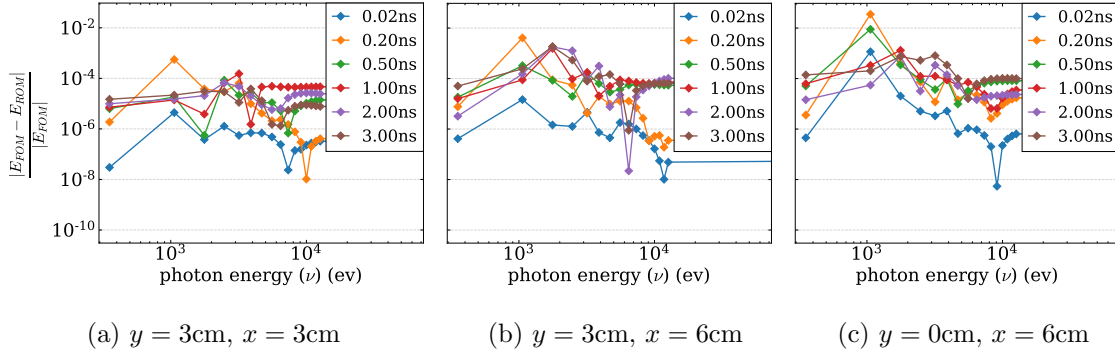 |E_FOM − E_ROM|
|E_FOM|
10^-2
10^-4
10^-6
10^-8
10^-10
0.02ns
0.20ns
0.50ns
1.00ns
2.00ns
3.00ns
10^3
10^4
photon energy (ν) (ev)
(a) y = 3cm, x = 3cm
0.02ns
0.20ns
0.50ns
1.00ns
2.00ns
3.00ns
10^3
10^4
photon energy (ν) (ev)
(b) y = 3cm, x = 6cm
0.02ns
0.20ns
0.50ns
1.00ns
2.00ns
3.00ns
10^3
10^4
photon energy (ν) (ev)
(c) y = 0cm, x = 6cm